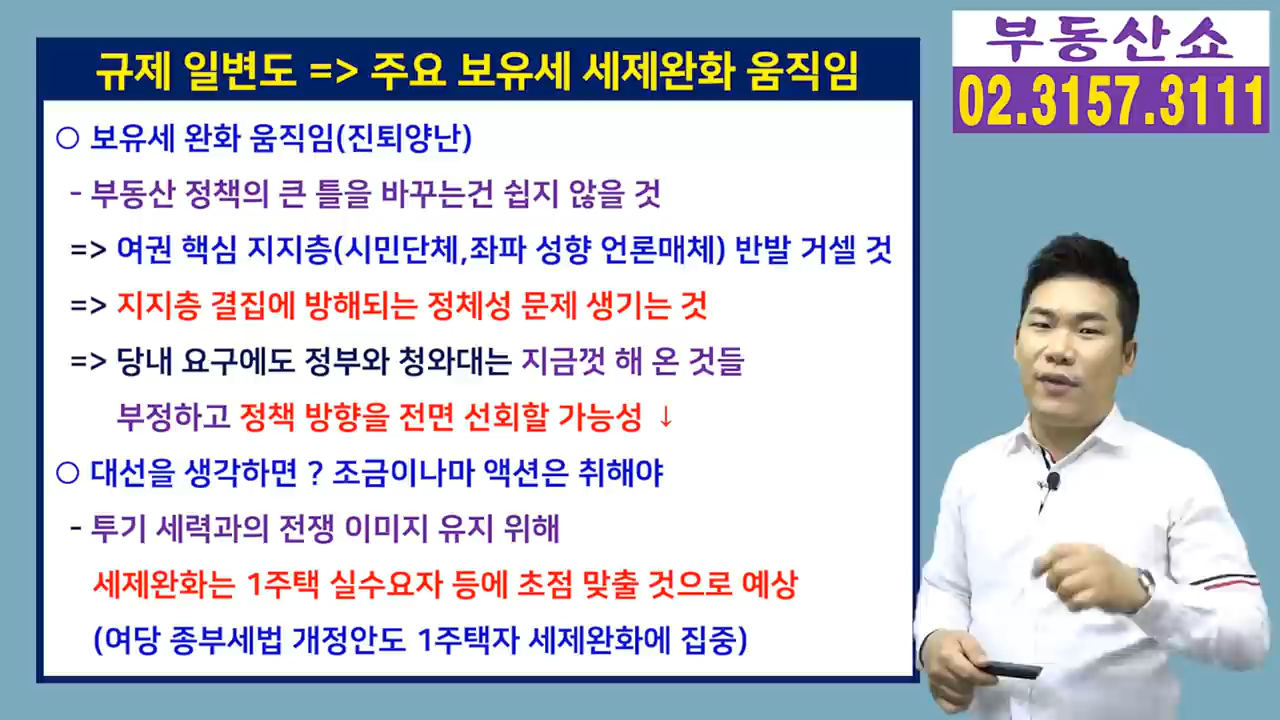 규제 일변도 => 주요 보유세 세제완화 움직임
○ 보유세 완화 움직임(진퇴양난)
- 부동산 정책의 큰 틀을 바꾸는건 쉽지 않을 것
=> 여권 핵심 지지층(시민단체,좌파 성향 언론매체) 반발 거셀 것
=> 지지층 결집에 방해되는 정체성 문제 생기는 것
=> 당내 요구에도 정부와 청와대는 지금껏 해 온 것들
부정하고 정책 방향을 전면 선회할 가능성 ↓
○ 대선을 생각하면 ? 조금이나마 액션은 취해야
- 투기 세력과의 전쟁 이미지 유지 위해
세제완화는 1주택 실수요자 등에 초점 맞출 것으로 예상
(여당 종부세법 개정안도 1주택자 세제완화에 집중)
부동산쇼
02.3157.3111